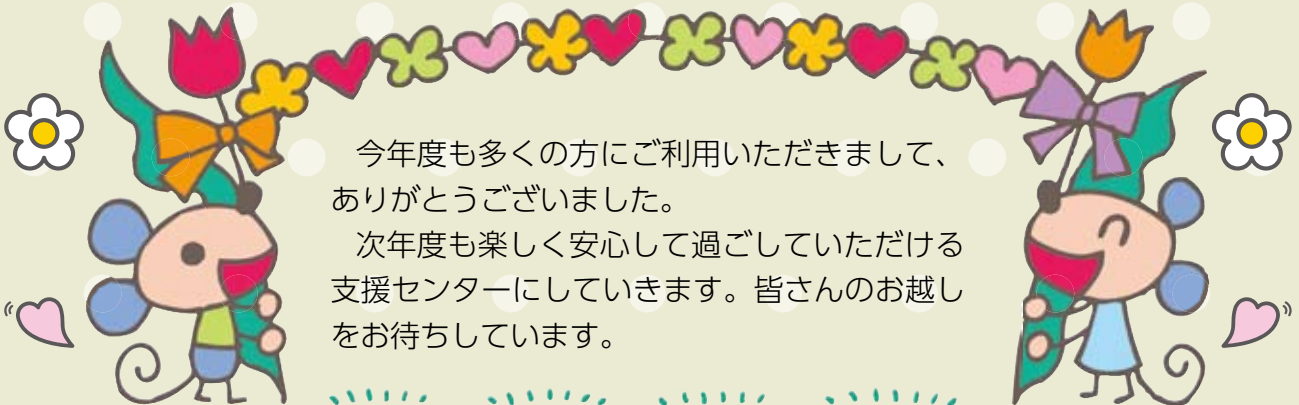 今年度も多くの方にご利用いただきまして、
ありがとうございました。
　次年度も楽しく安心して過ごしていただける
支援センターにしていきます。皆さんのお越し
をお待ちしています。